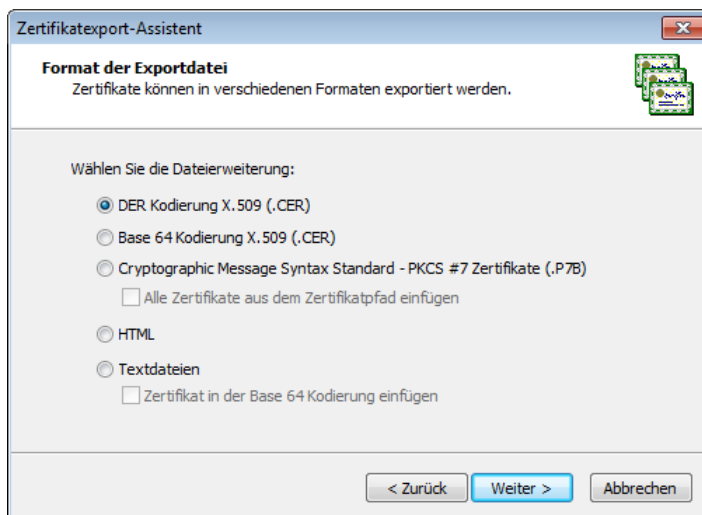 Zertifikatexport-Assistent
Format der Exportdatei
Zertifikate können in verschiedenen Formaten exportiert werden.
Wählen Sie die Dateierweiterung:
DER Kodierung X.509 (.CER)
Base 64 Kodierung X.509 (.CER)
Cryptographic Message Syntax Standard - PKCS #7 Zertifikate (.P7B)
Alle Zertifikate aus dem Zertifikatpfad einfügen
HTML
Textdateien
Zertifikat in der Base 64 Kodierung einfügen
< Zurück Weiter > Abbrechen